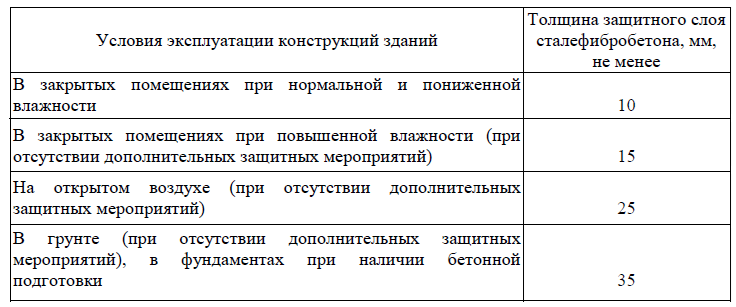 Условия эксплуатации конструкций зданий
Толщина защитного слоя
сталефибробетона, мм,
не менее
В закрытых помещениях при нормальной и пониженной
влажности
10
В закрытых помещениях при повышенной влажности (при
отсутствии дополнительных защитных мероприятий)
15
На открытом воздухе (при отсутствии дополнительных
защитных мероприятий)
25
В грунте (при отсутствии дополнительных защитных
мероприятий), в фундаментах при наличии бетонной
подготовки
35